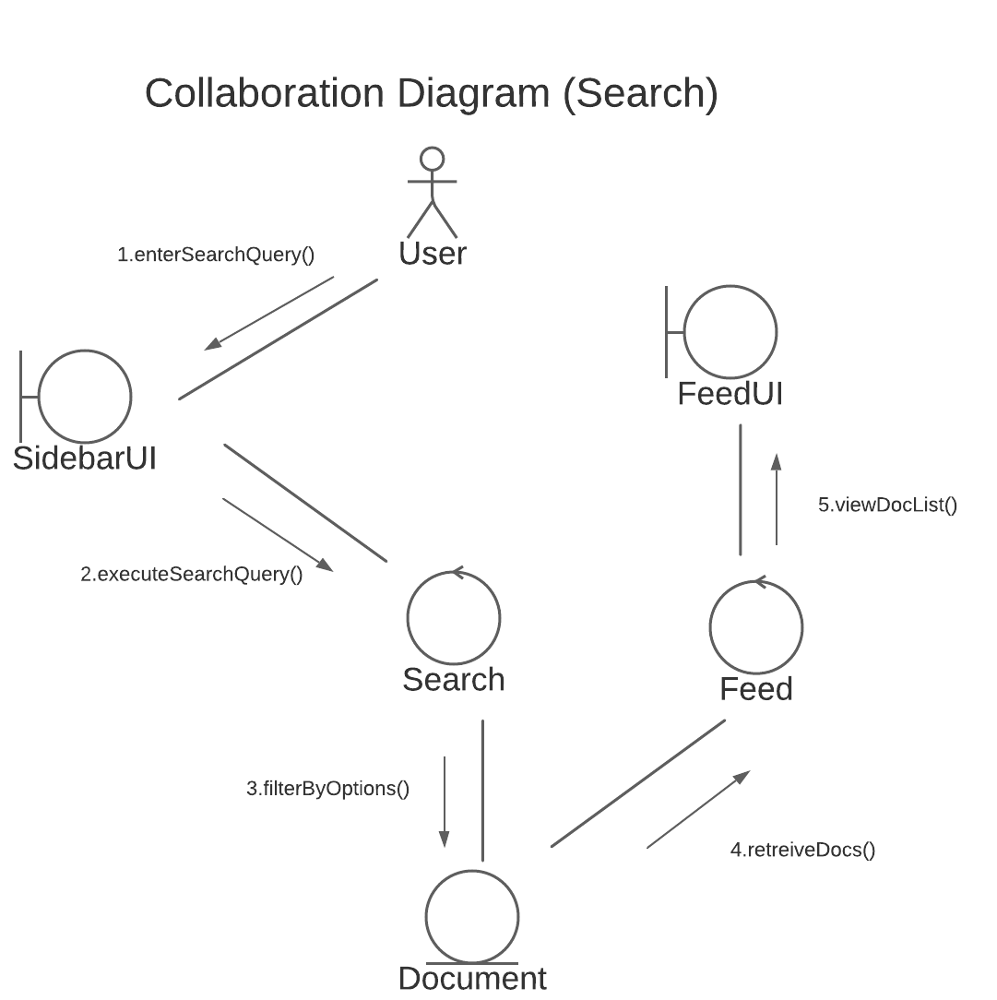 Collaboration Diagram (Search)
User
1.enterSearchQuery()
FeedUI
SidebarUI
5.viewDocList()
2.executeSearchQuery()
Search
Feed
3.filterByOptions()
4.retreiveDocs()
Document